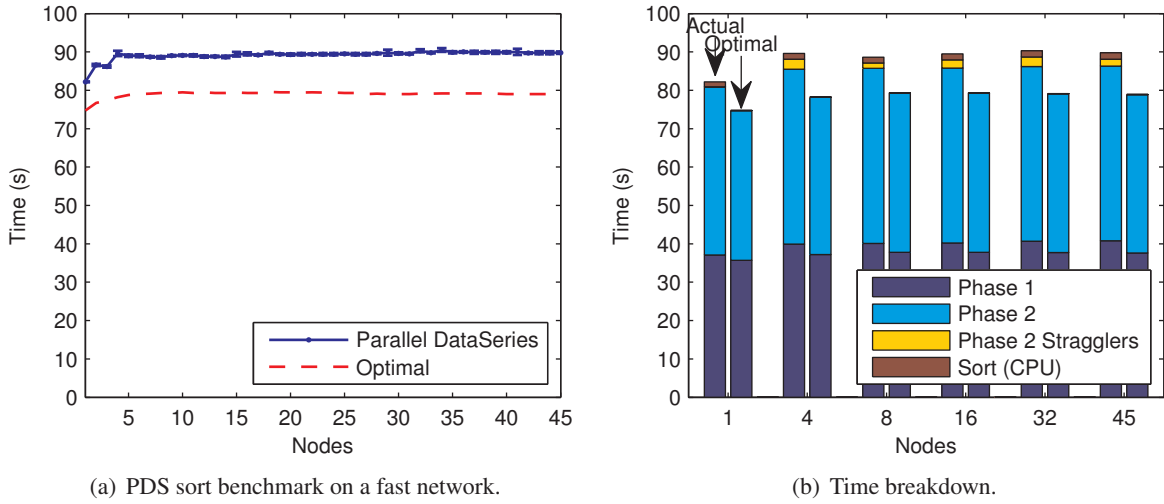 100
90
80
70
60
50
40
30
20
10
0
Time (s)
5 10 15 20 25 30 35 40 45
Nodes
Parallel DataSeries
Optimal
(a) PDS sort benchmark on a fast network.
100
90
80
70
60
50
40
30
20
10
0
Time (s)
Actual
Optimal
1 4 8 16 32 45
Nodes
Phase 1
Phase 2
Phase 2 Stragglers
Sort (CPU)
(b) Time breakdown.